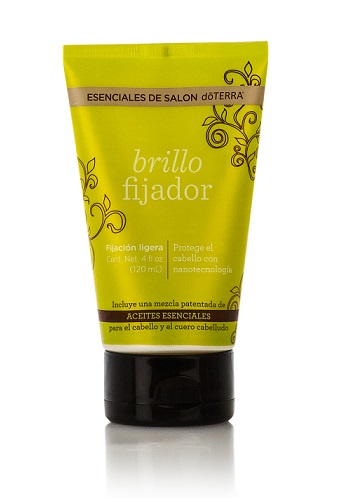 ESENCIALES DE SALON dōTERRA®
brillo
fijador
Fijación ligera
Cont. Net. 4 fl oz
(120 mL)
Protege el
cabello con
nanotecnología
Incluye una mezcla patentada de
ACEITES ESENCIALES
para el cabello y el cuero cabelludo